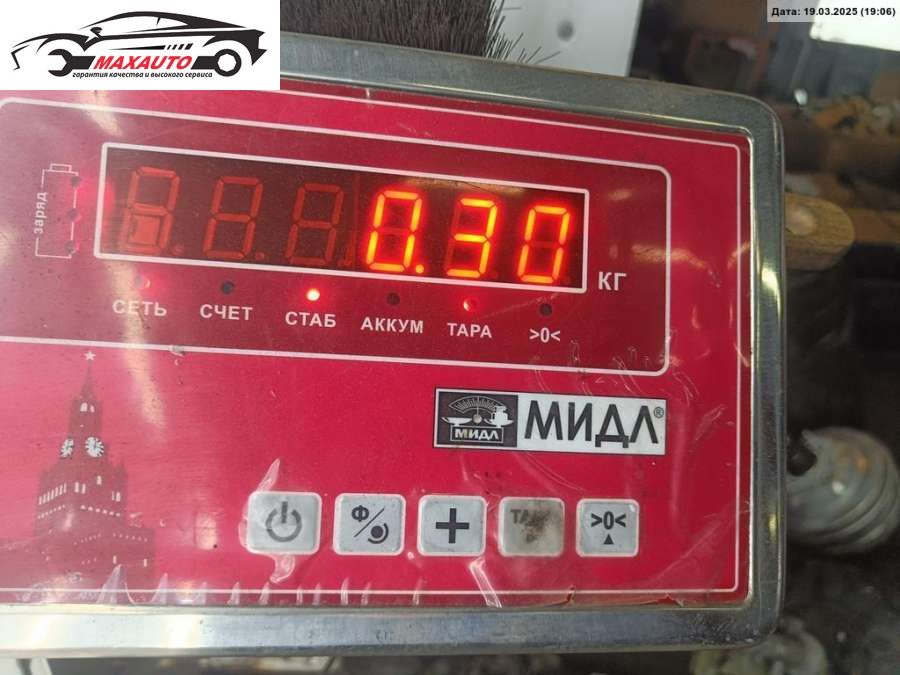 Дата: 19.03.2025 (19:06)
MAXAUTO
гарантия качества и высокого сервиса
заряд
0.30
КГ
СЕТЬ СЧЕТ СТАБ АККУМ ТАРА >0<
МИДЛ МИДЛ®
Ф +  >0<